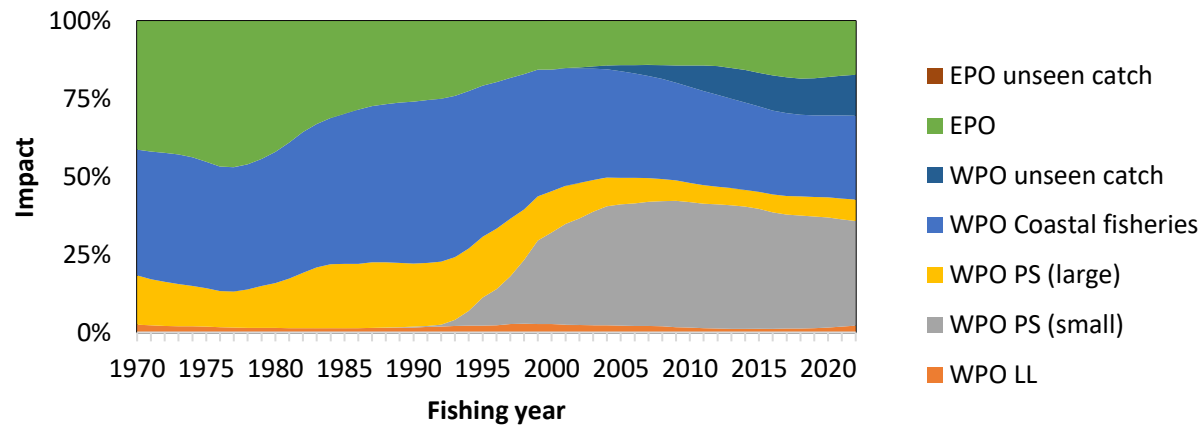 100%
75%
50%
25%
0%
Impact
1970 1975 1980 1985 1990 1995 2000 2005 2010 2015 2020
Fishing year
EPO unseen catch
EPO
WPO unseen catch
WPO Coastal fisheries
WPO PS (large)
WPO PS (small)
WPO LL